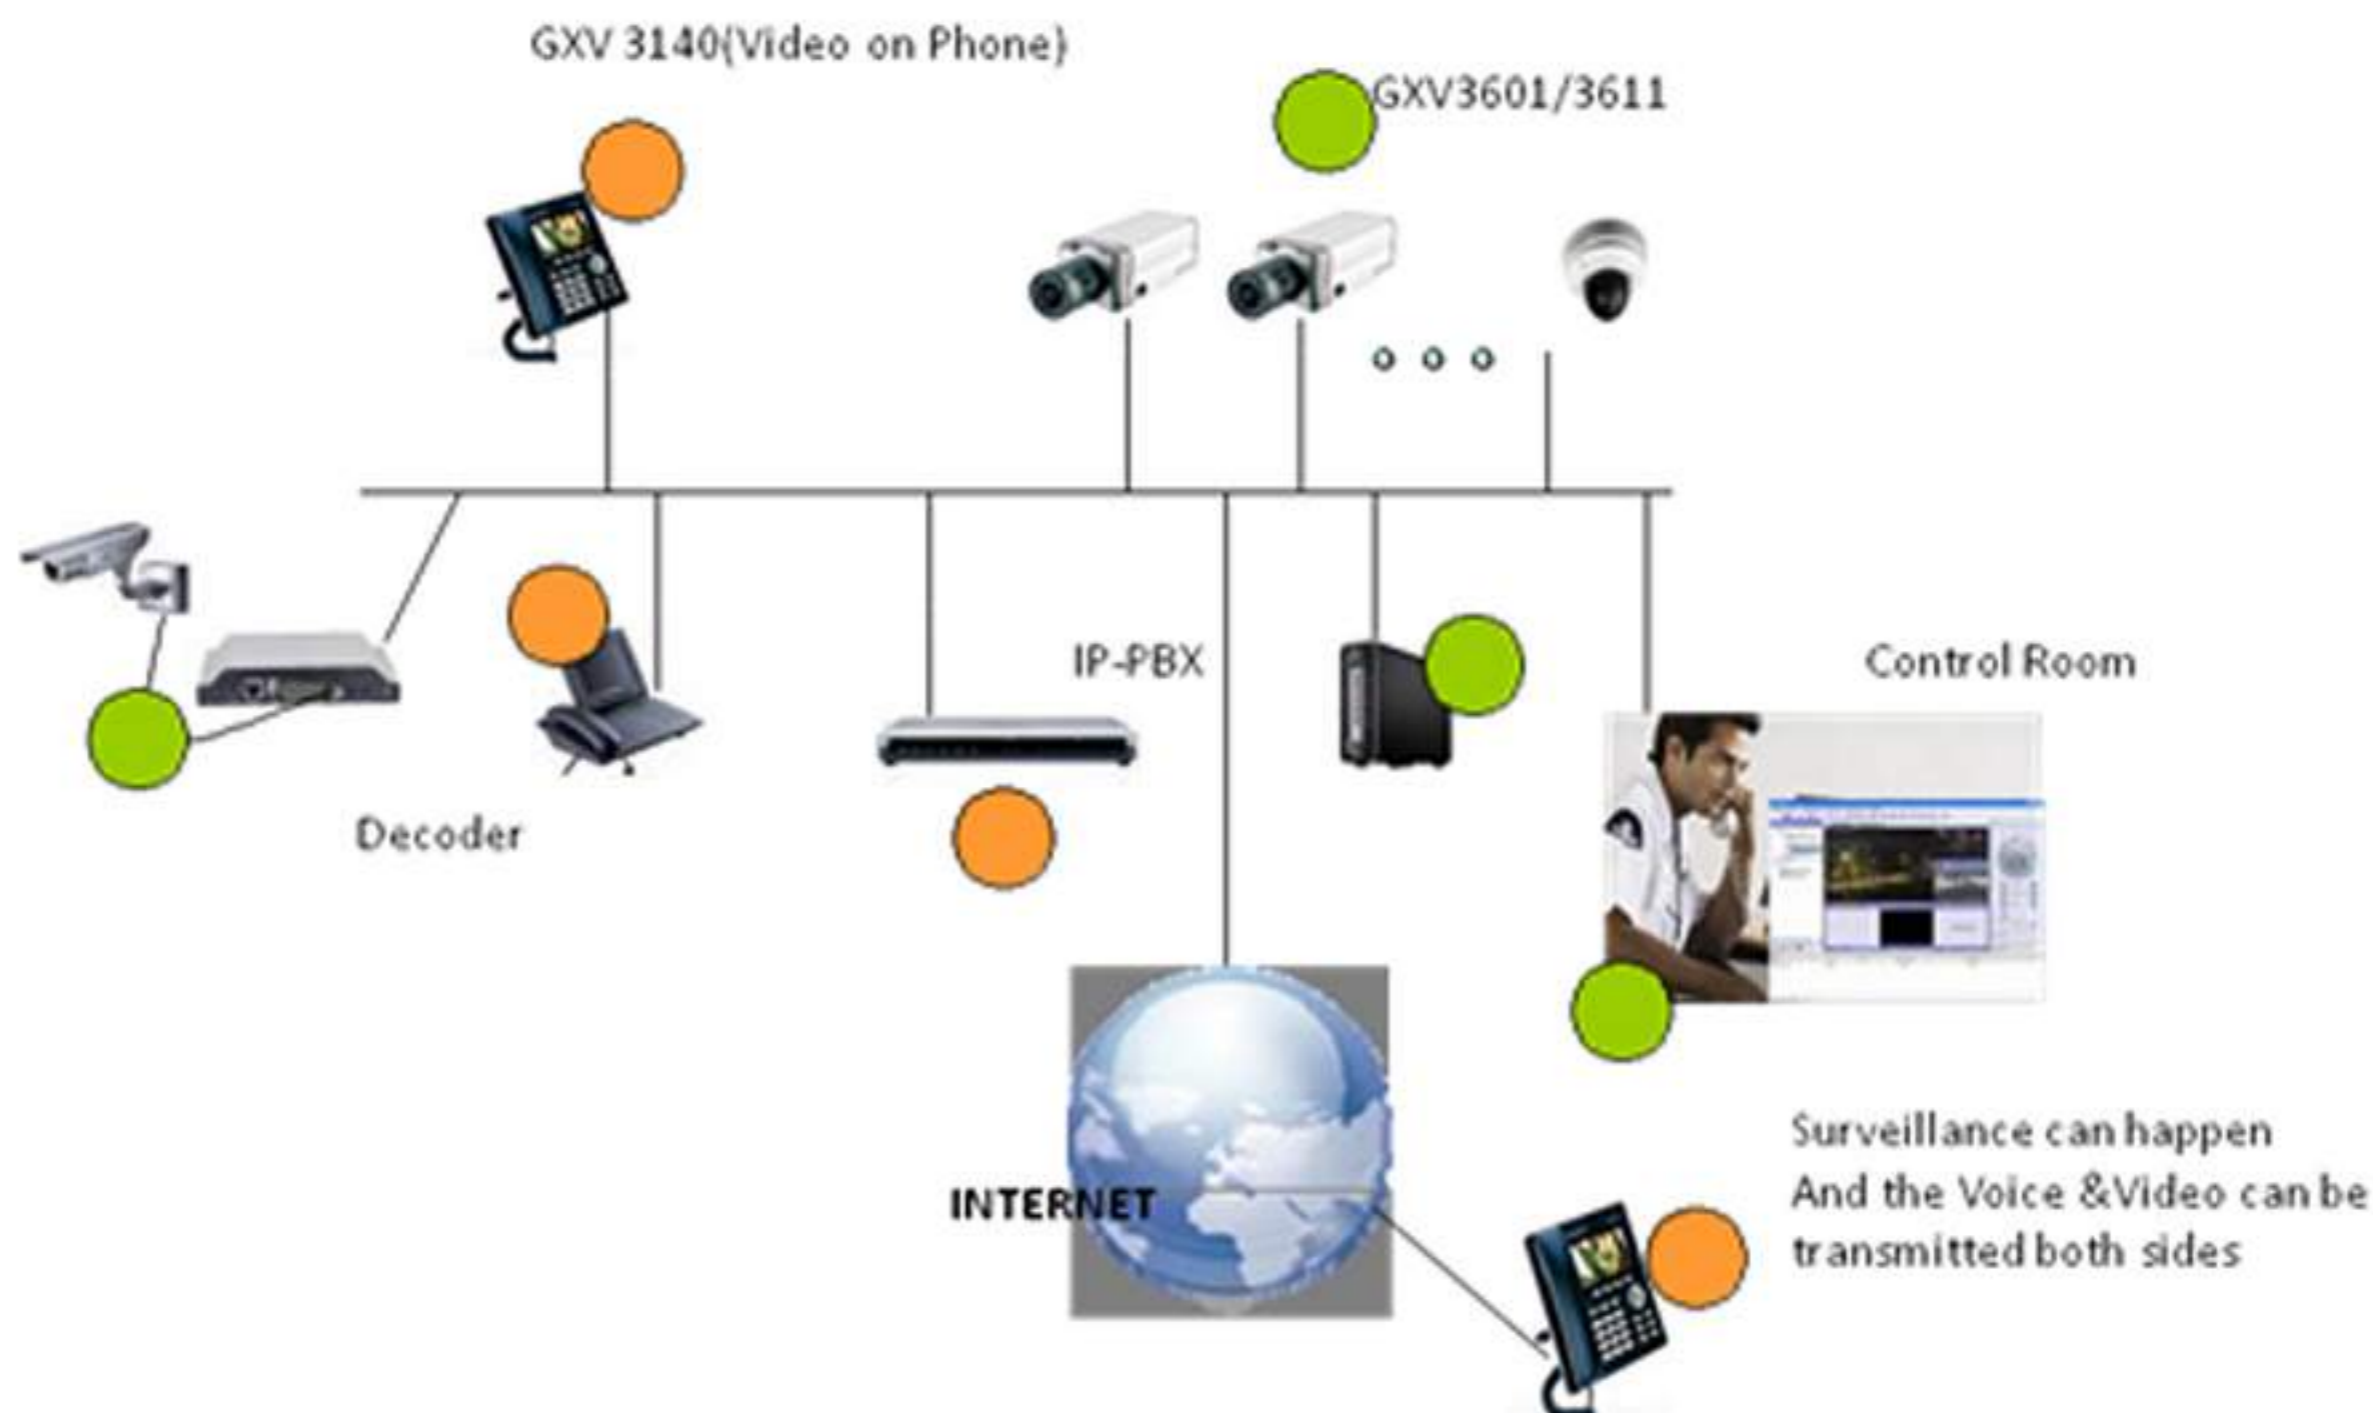 GXV 3140(Video on Phone)
GXV3601/3611
IP-PBX
Control Room
Decoder
INTERNET
Surveillance can happen
And the Voice &Video can be
transmitted both sides